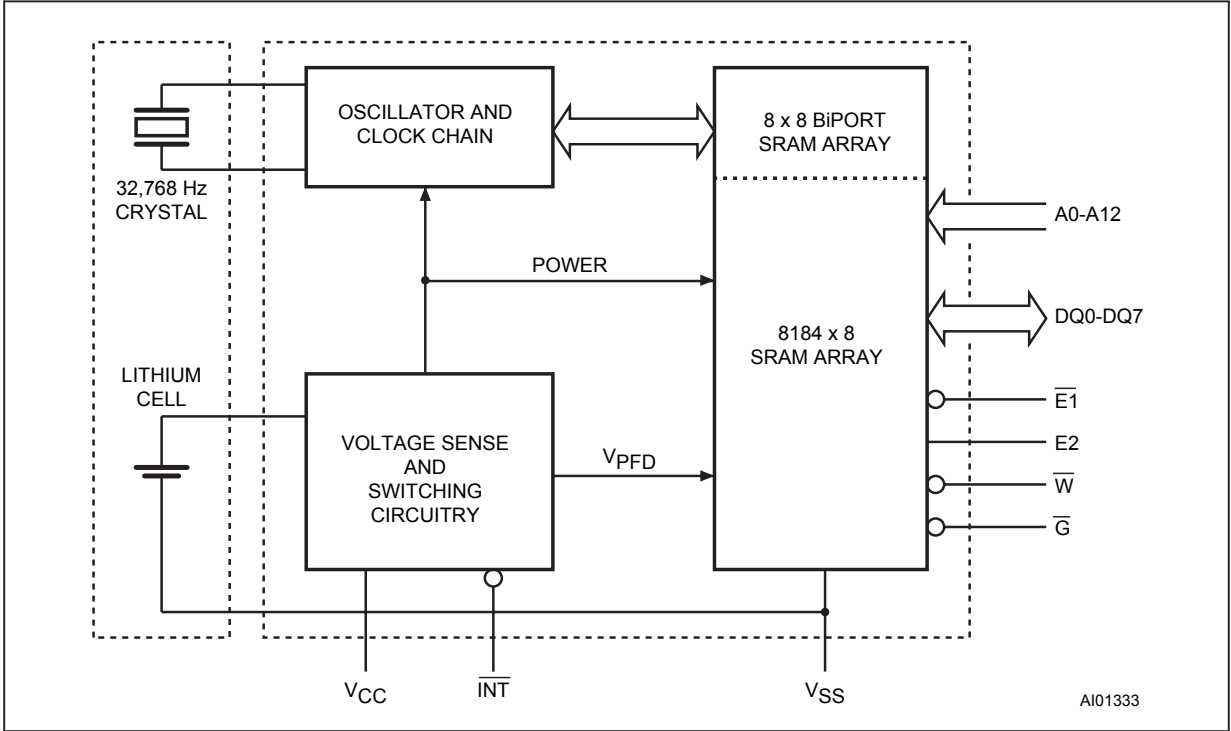 OSCILLATOR AND
CLOCK CHAIN
8 x 8 BiPORT
SRAM ARRAY
32,768 Hz
CRYSTAL
A0-A12
POWER
DQ0-DQ7
8184 x 8
SRAM ARRAY
LITHIUM
CELL
E1
VOLTAGE SENSE
AND
SWITCHING
CIRCUITRY
VPFD
E2
W
G
VCC
INT
VSS
AI01333